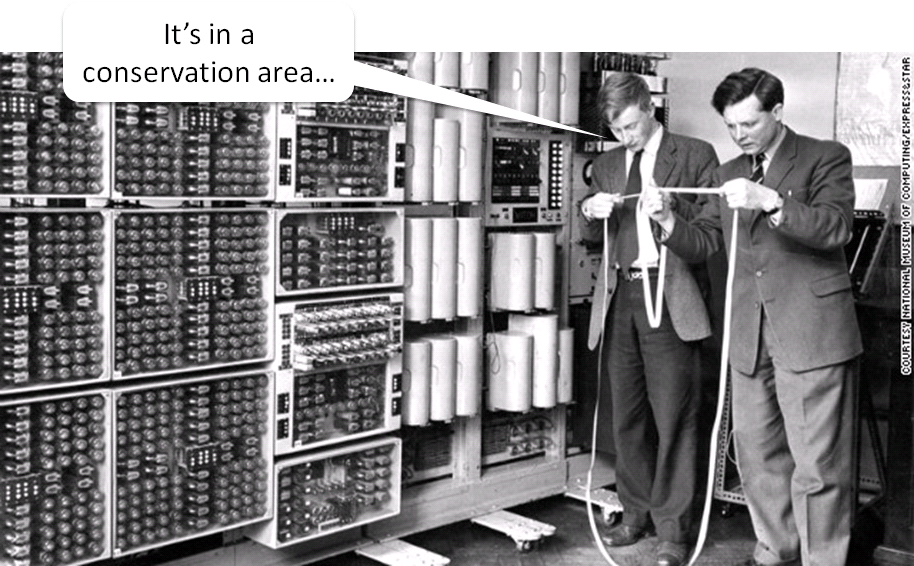 It’s in a
conservation area…
COURTESY NATIONAL MUSEUM OF COMPUTING/EXPRESS&STAR